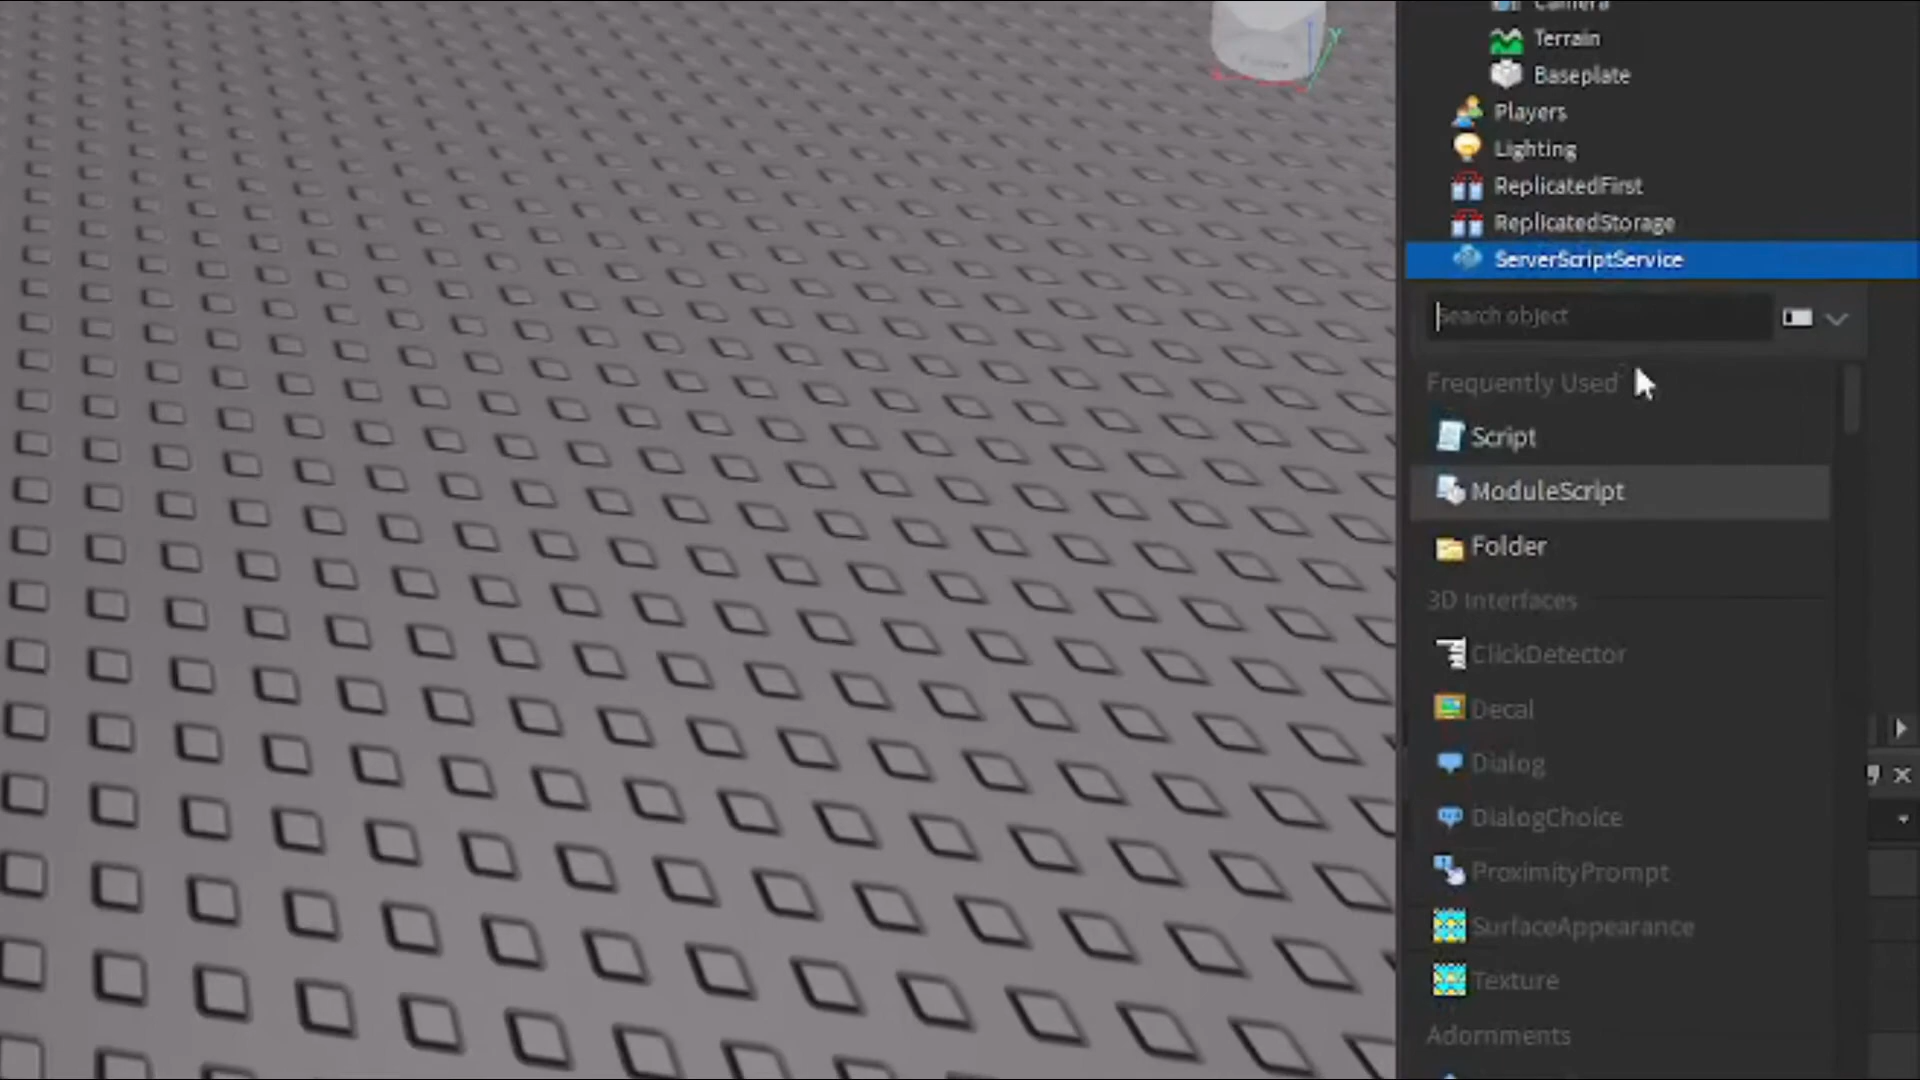 Camera
Terrain
Baseplate
Players
Lighting
ReplicatedFirst
ReplicatedStorage
ServerScriptService
Search object
Frequently Used
Script
ModuleScript
Folder
3D Interfaces
ClickDetector
Decal
Dialog
DialogChoice
ProximityPrompt
SurfaceAppearance
Texture
Adornments